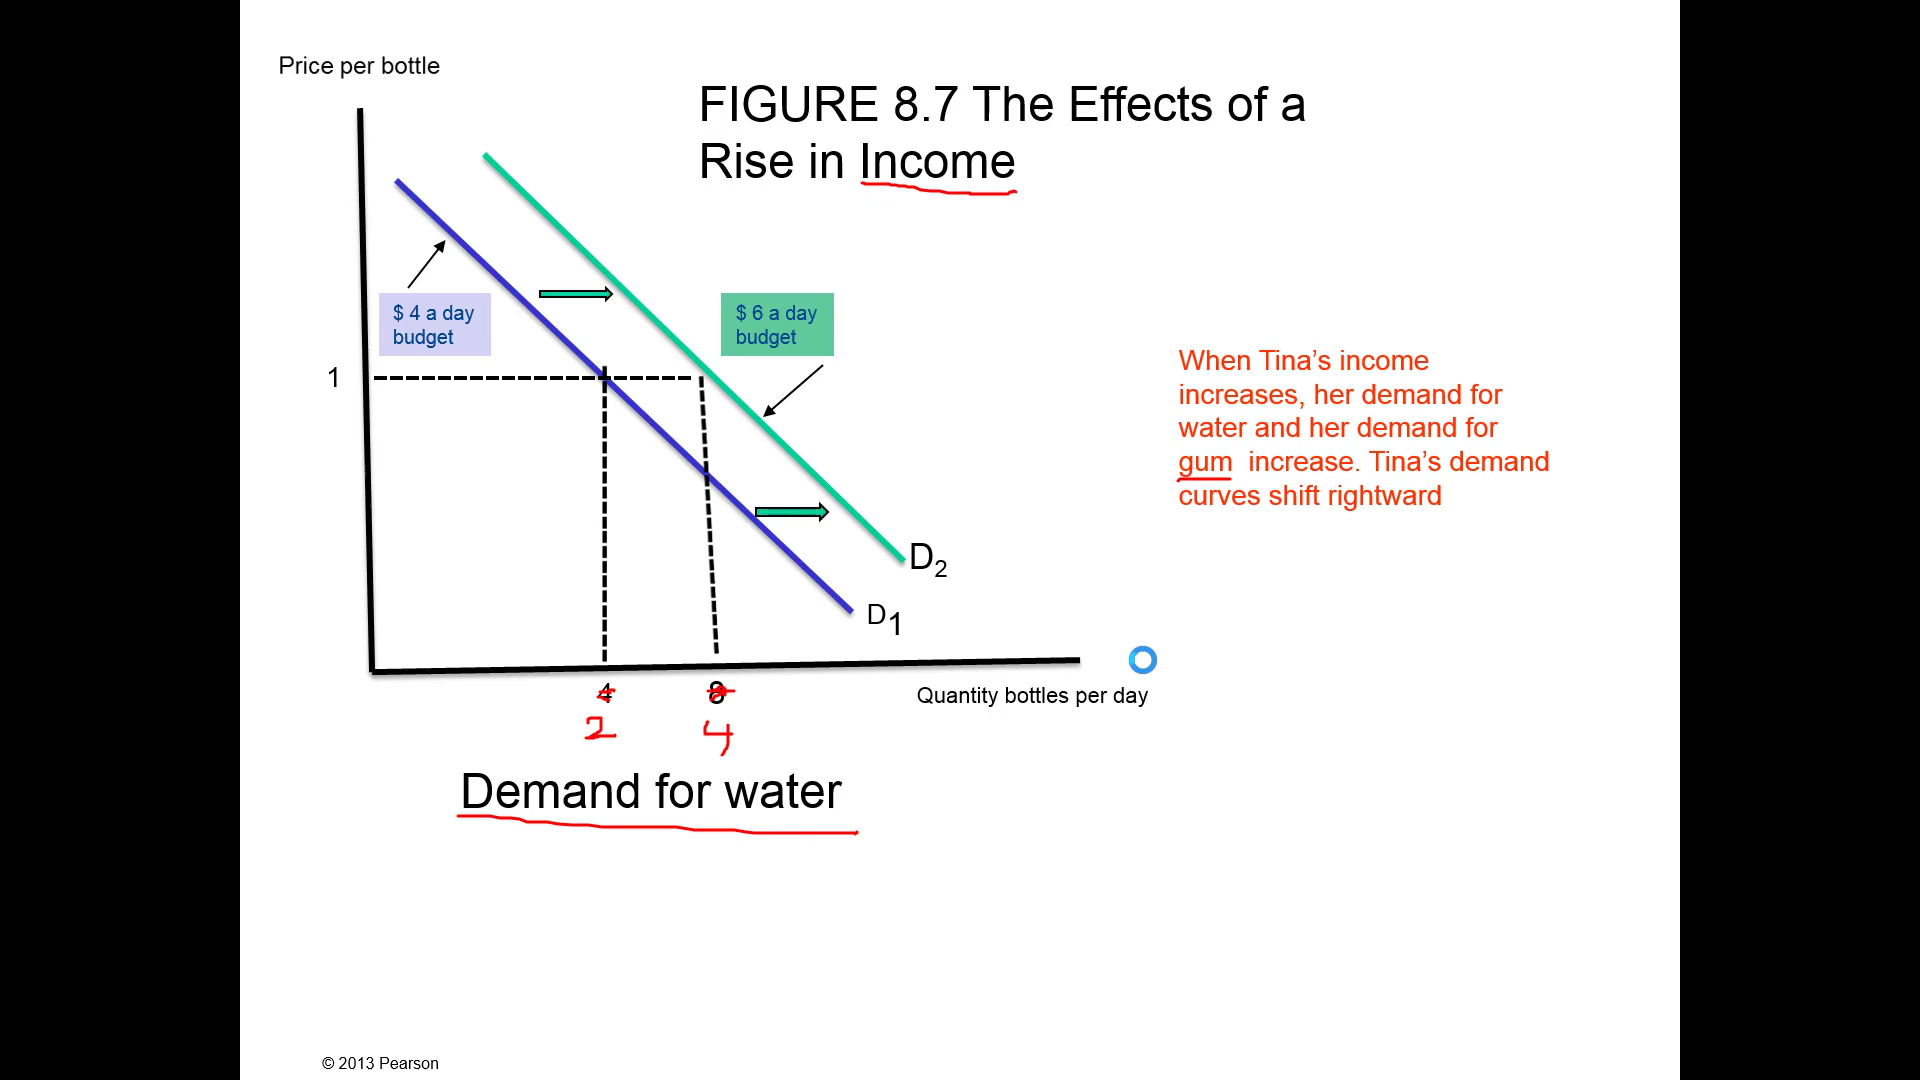 Price per bottle
FIGURE 8.7 The Effects of a
Rise in Income
$ 4 a day
budget
$ 6 a day
budget
1
When Tina's income
increases, her demand for
water and her demand for
gum increase. Tina's demand
curves shift rightward
D2
D1
4
8
Quantity bottles per day
2
4
Demand for water
© 2013 Pearson